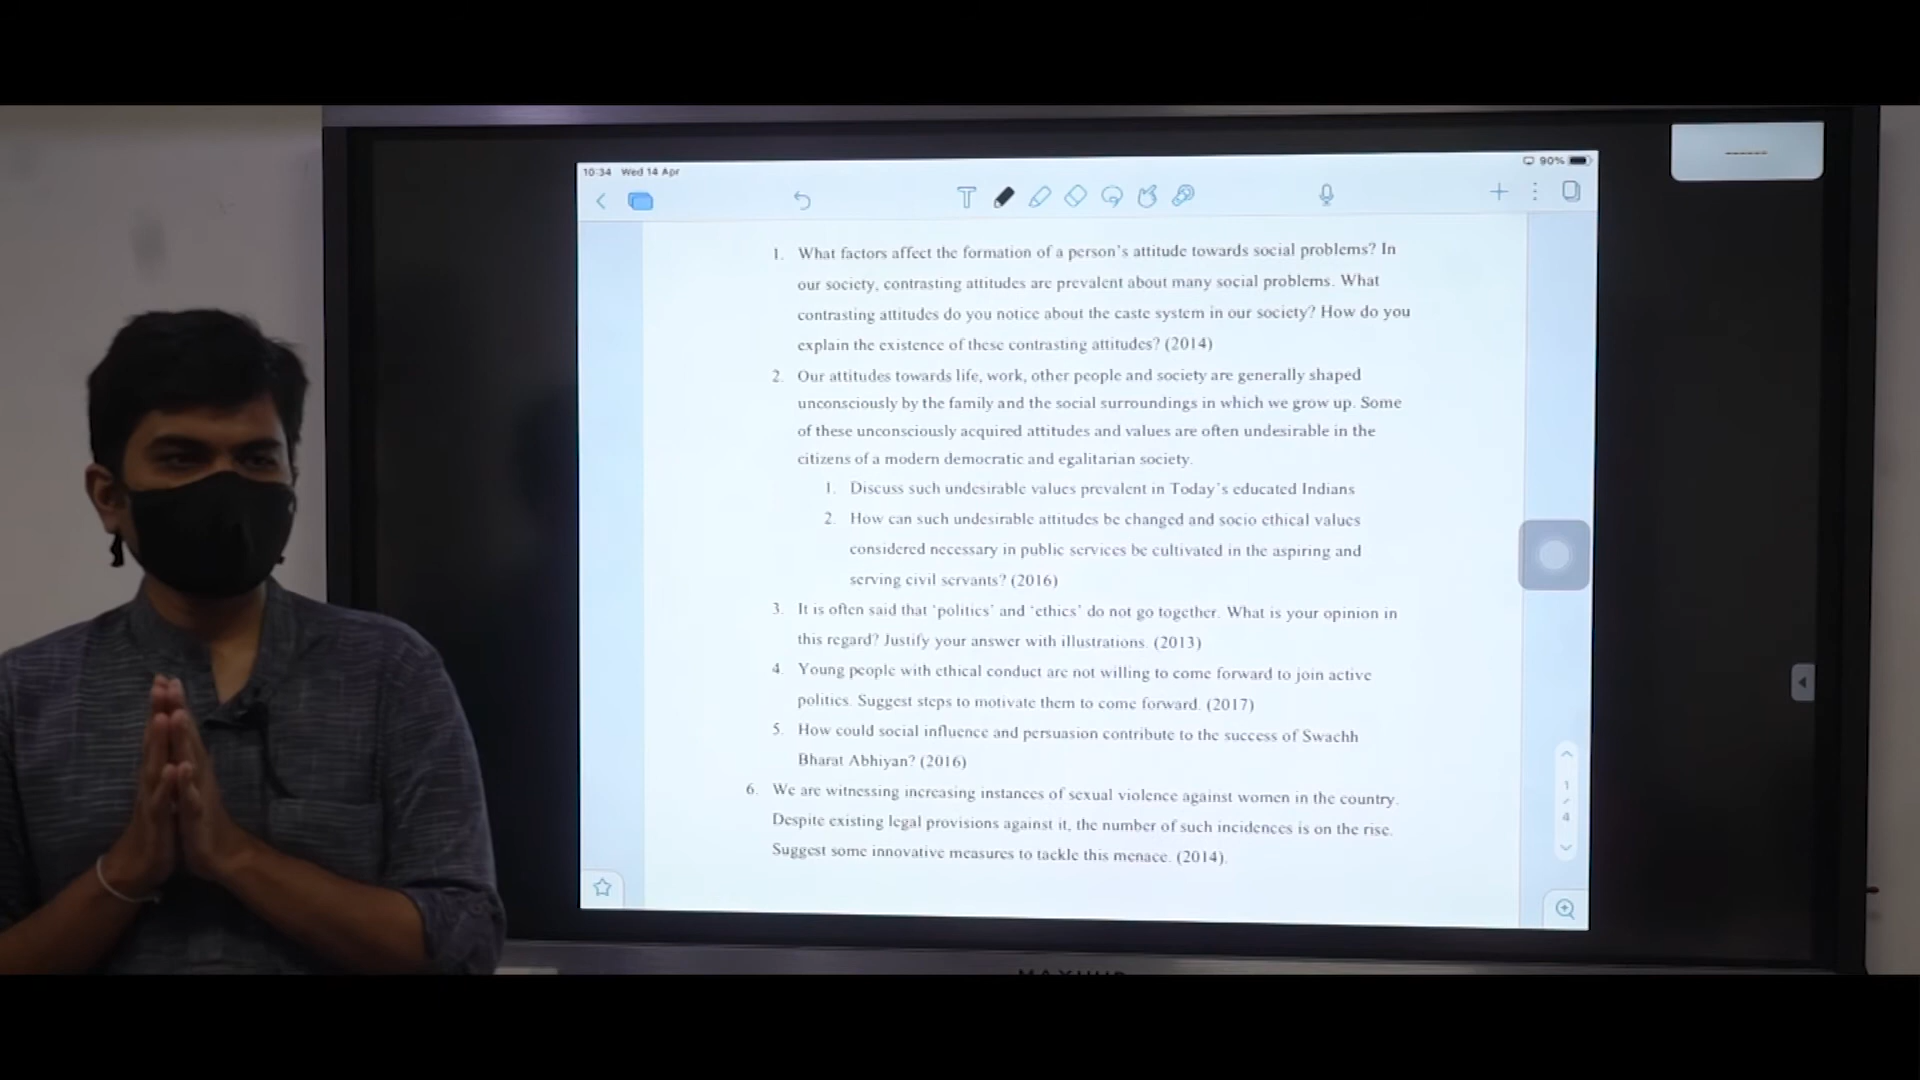 10:34 Wed 14 Apr
90%
1. What factors affect the formation of a person's attitude towards social problems? In
our society, contrasting attitudes are prevalent about many social problems. What
contrasting attitudes do you notice about the caste system in our society? How do you
explain the existence of these contrasting attitudes? (2014)
2. Our attitudes towards life, work, other people and society are generally shaped
unconsciously by the family and the social surroundings in which we grow up. Some
of these unconsciously acquired attitudes and values are often undesirable in the
citizens of a modern democratic and egalitarian society.
1. Discuss such undesirable values prevalent in Today's educated Indians
2. How can such undesirable attitudes be changed and socio ethical values
considered necessary in public services be cultivated in the aspiring and
serving civil servants? (2016)
3. It is often said that 'politics' and 'ethics' do not go together. What is your opinion in
this regard? Justify your answer with illustrations. (2013)
4. Young people with ethical conduct are not willing to come forward to join active
politics. Suggest steps to motivate them to come forward. (2017)
5. How could social influence and persuasion contribute to the success of Swachh
Bharat Abhiyan? (2016)
6. We are witnessing increasing instances of sexual violence against women in the country.
Despite existing legal provisions against it, the number of such incidences is on the rise.
Suggest some innovative measures to tackle this menace. (2014).
1
/
4